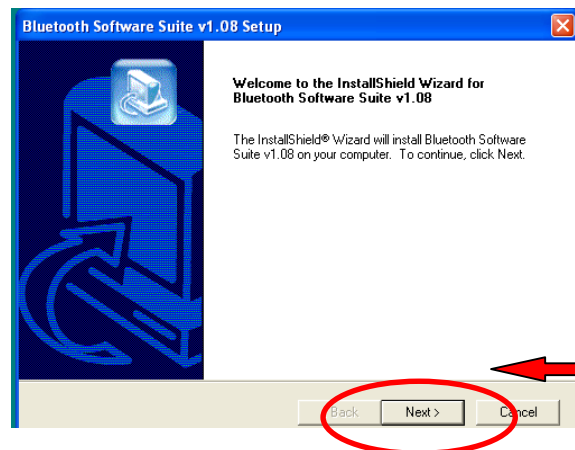 Bluetooth Software Suite v1.08 Setup
Welcome to the InstallShield Wizard for
Bluetooth Software Suite v1.08
The InstallShield® Wizard will install Bluetooth Software
Suite v1.08 on your computer. To continue, click Next.
Back Next > Cancel